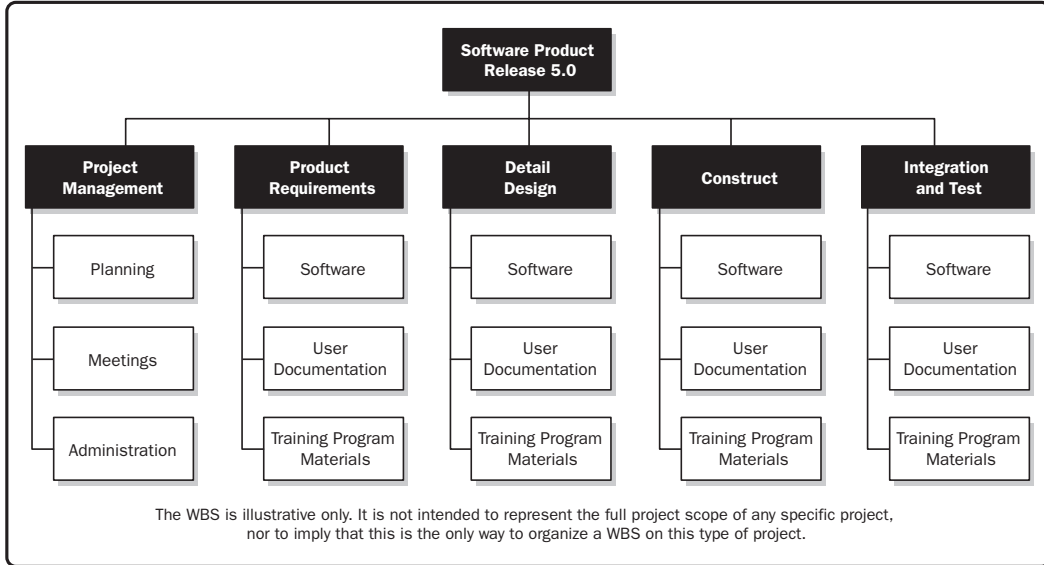 Software Product
Release 5.0
Project
Management
Product
Requirements
Detail
Design
Construct
Integration
and Test
Planning
Software
Software
Software
Software
Meetings
User
Documentation
User
Documentation
User
Documentation
User
Documentation
Administration
Training Program
Materials
Training Program
Materials
Training Program
Materials
Training Program
Materials
The WBS is illustrative only. It is not intended to represent the full project scope of any specific project,
nor to imply that this is the only way to organize a WBS on this type of project.